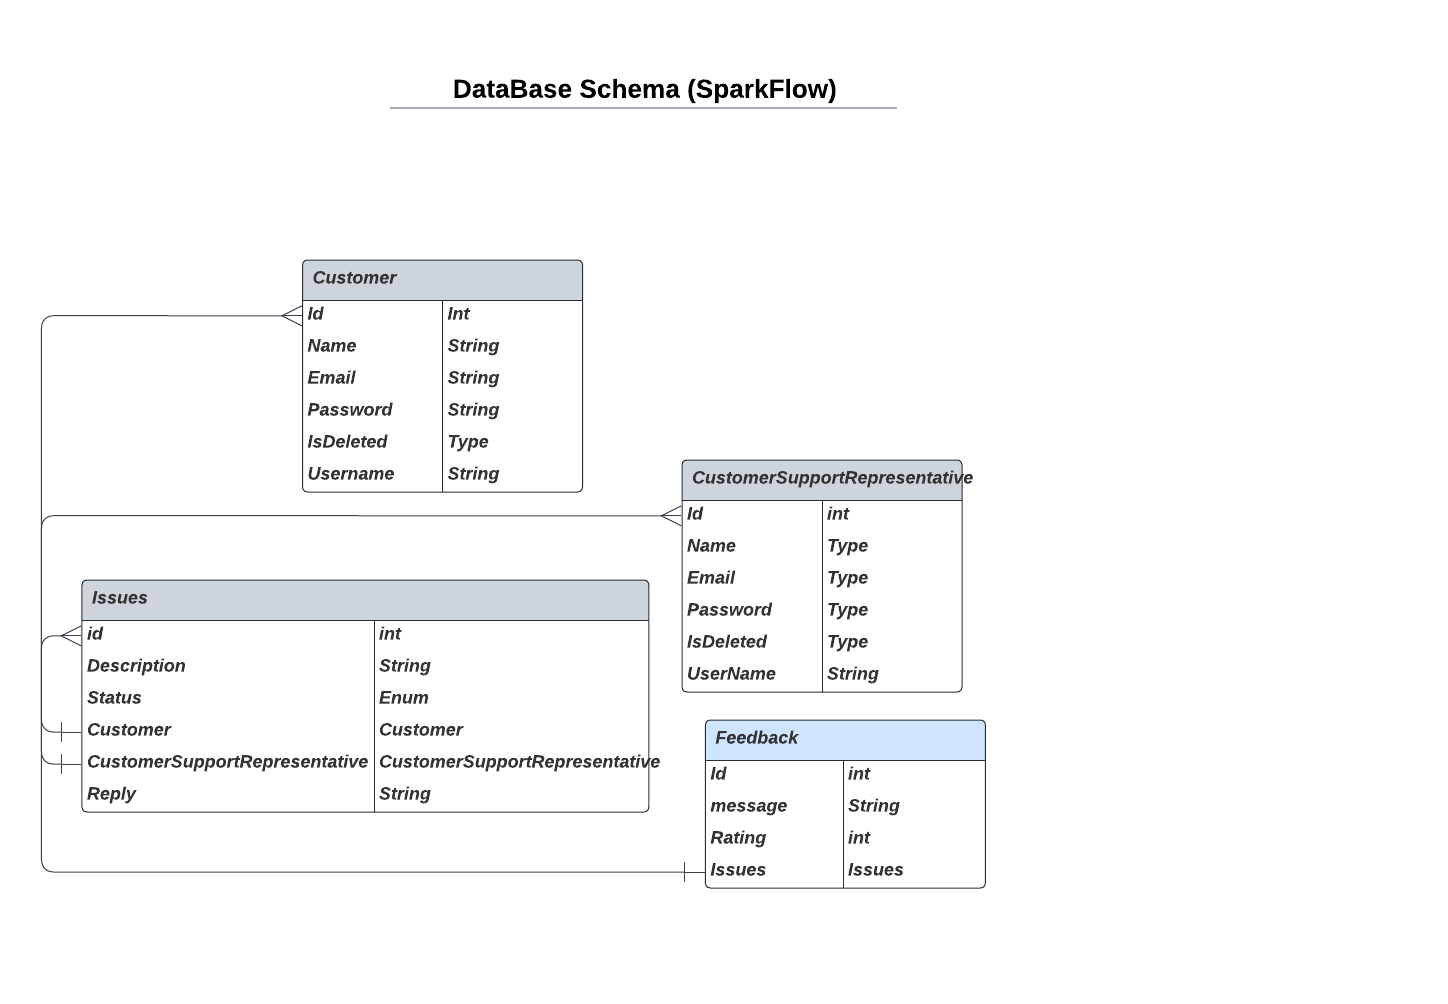 DataBase Schema (SparkFlow)
Customer
Id Int
Name String
Email String
Password String
IsDeleted Type
Username String
CustomerSupportRepresentative
Id int
Name Type
Email Type
Password Type
IsDeleted Type
UserName String
Issues
id int
Description String
Status Enum
Customer Customer
CustomerSupportRepresentative CustomerSupportRepresentative
Reply String
Feedback
Id int
message String
Rating int
Issues Issues